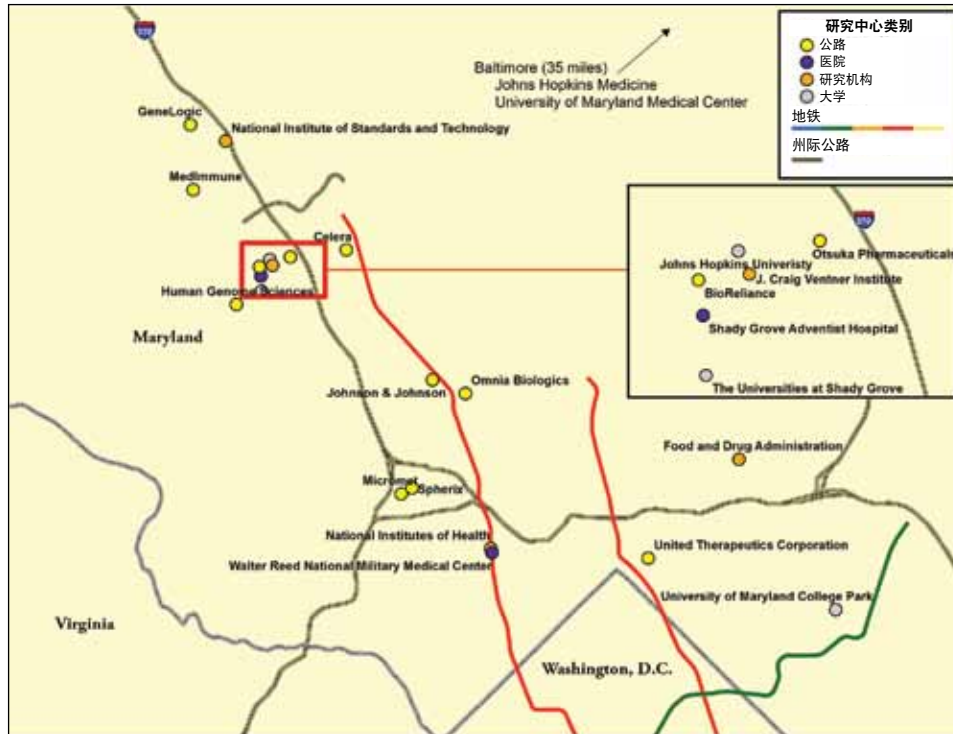 270
Baltimore (35 miles)
Johns Hopkins Medicine
University of Maryland Medical Center
研究中心类别
公路
医院
研究机构
大学
地铁
州际公路
GeneLogic
National Institute of Standards and Technology
MedImmune
Celera
Human Genome Sciences
Maryland
270
Otsuka Pharmaceuticals
Johns Hopkins Univeristy
J. Craig Ventner Institute
BioReliance
Shady Grove Adventist Hospital
The Universities at Shady Grove
Johnson & Johnson
Omnia Biologics
Food and Drug Administration
Micromet
Spherix
National Institutes of Health
Walter Reed National Military Medical Center
United Therapeutics Corporation
University of Maryland College Park
Virginia
Washington, D.C.